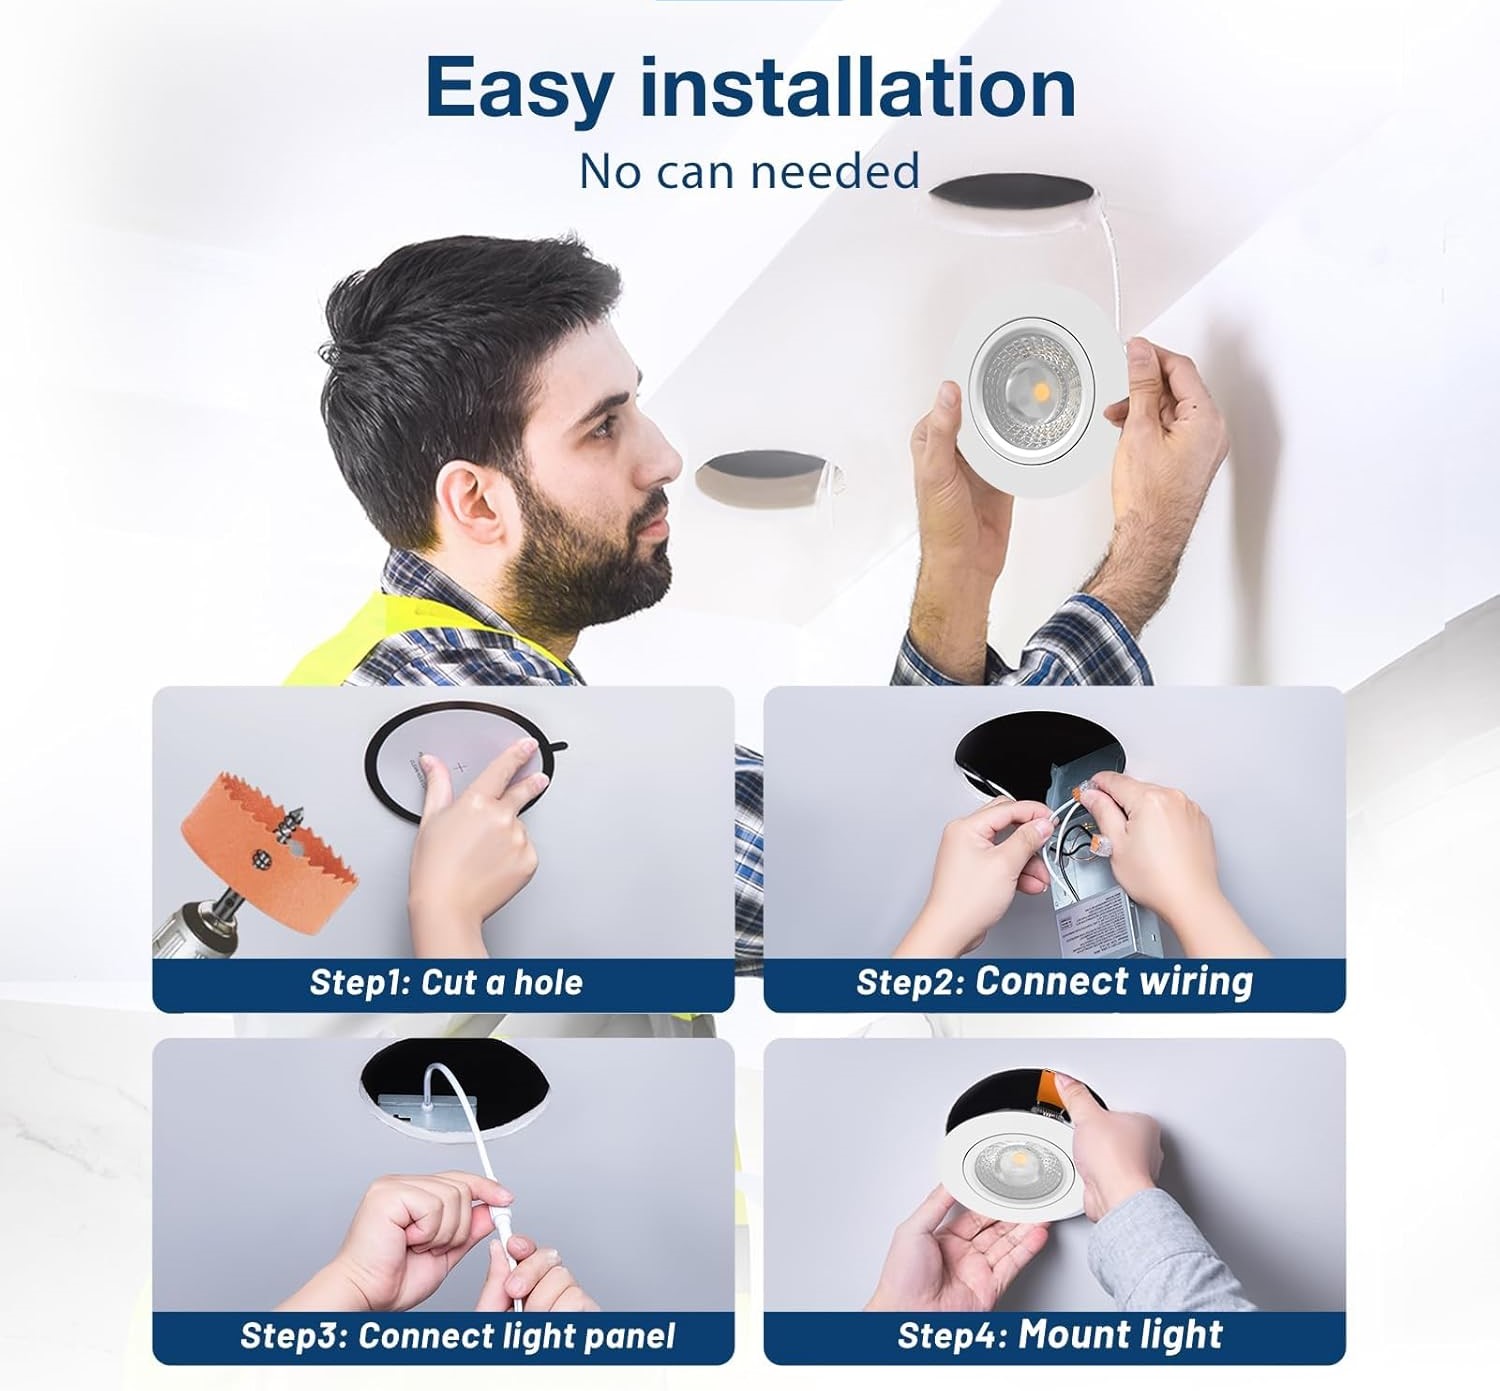 Easy installation
No can needed
Step1: Cut a hole
Step2: Connect wiring
Step3: Connect light panel
Step4: Mount light